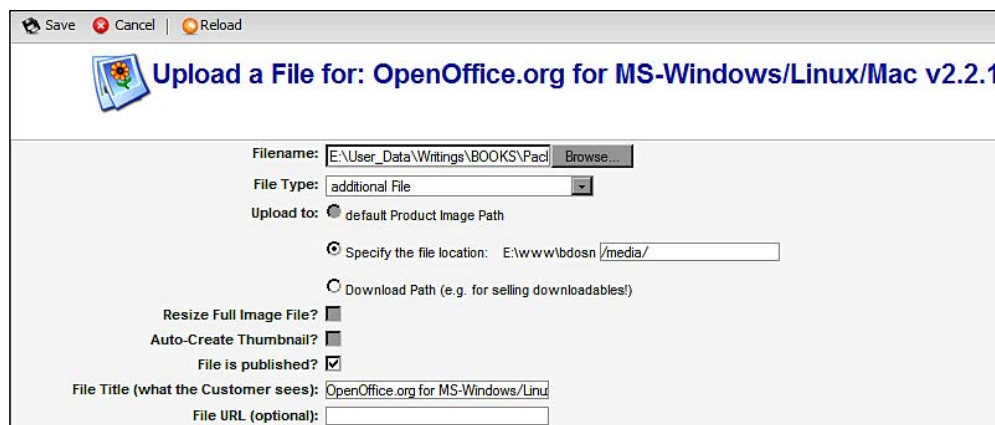 Save Cancel | Reload
Upload a File for: OpenOffice.org for MS-Windows/Linux/Mac v2.2.1
Filename: E:\User_Data\Writings\BOOKS\Pacl Browse...
File Type: additional File
Upload to: default Product Image Path
Specify the file location: E:\www\bdosn /media/
Download Path (e.g. for selling downloadables!)
Resize Full Image File?
Auto-Create Thumbnail?
File is published?
File Title (what the Customer sees): OpenOffice.org for MS-Windows/Linu
File URL (optional):